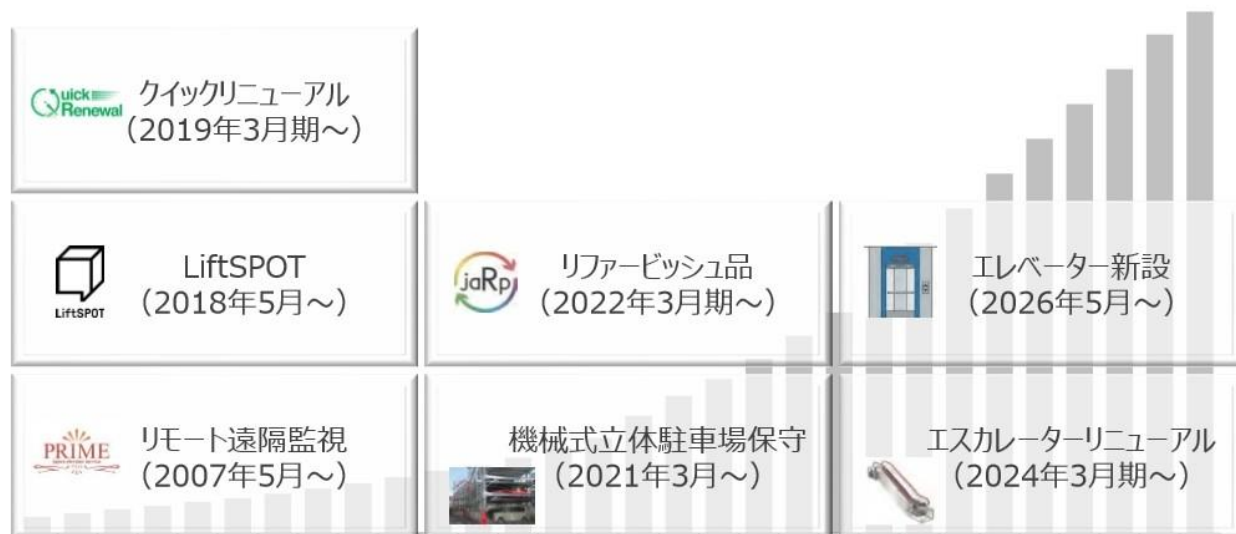 Quick Renewal
クイックリニューアル
（2019年3月期～）
LiftSPOT
LiftSPOT
（2018年5月～）
jaRp
リファービッシュ品
（2022年3月期～）
エレベーター新設
（2026年5月～）
PRIME
リモート遠隔監視
（2007年5月～）
機械式立体駐車場保守
（2021年3月～）
エスカレーターリニューアル
（2024年3月期～）